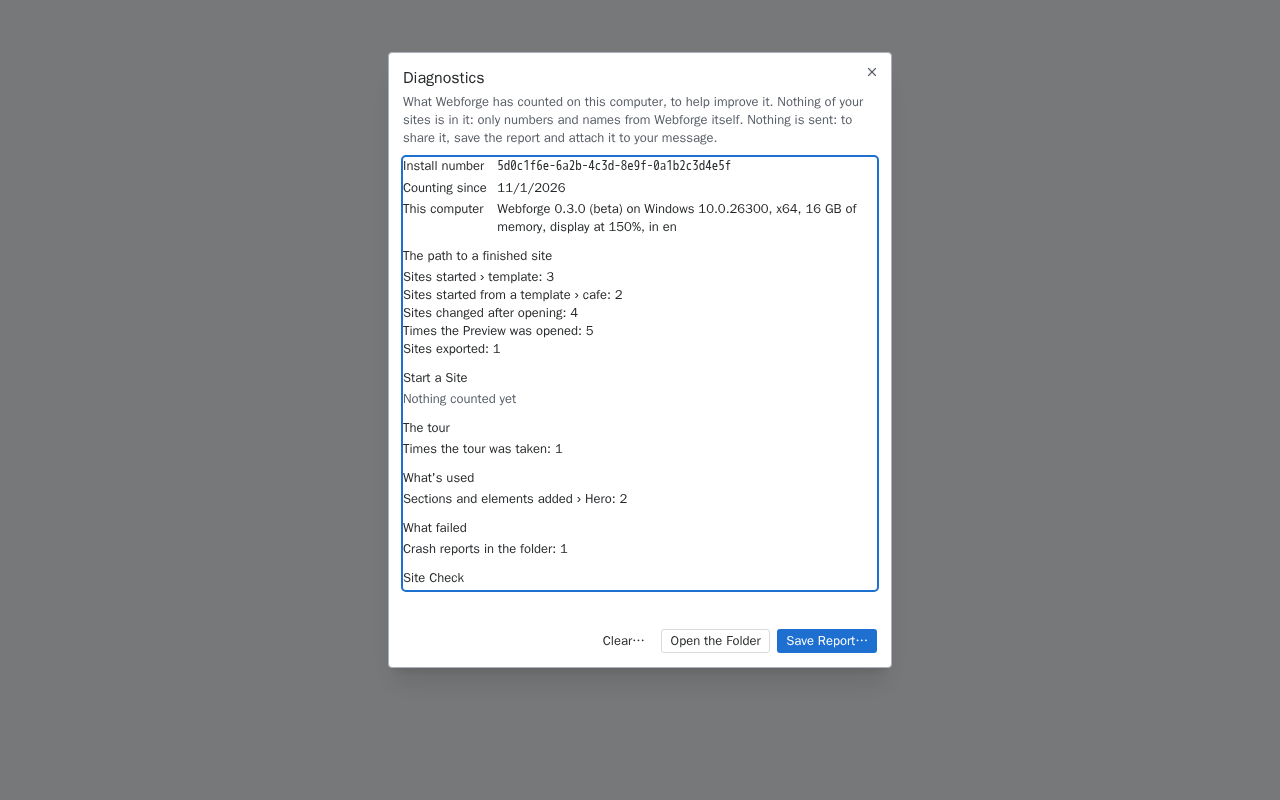 Diagnostics
What Webforge has counted on this computer, to help improve it. Nothing of your
sites is in it: only numbers and names from Webforge itself. Nothing is sent: to
share it, save the report and attach it to your message.
Install number 5d0c1f6e-6a2b-4c3d-8e9f-0a1b2c3d4e5f
Counting since 11/1/2026
This computer Webforge 0.3.0 (beta) on Windows 10.0.26300, x64, 16 GB of
memory, display at 150%, in en
The path to a finished site
Sites started › template: 3
Sites started from a template › cafe: 2
Sites changed after opening: 4
Times the Preview was opened: 5
Sites exported: 1
Start a Site
Nothing counted yet
The tour
Times the tour was taken: 1
What's used
Sections and elements added › Hero: 2
What failed
Crash reports in the folder: 1
Site Check
Clear… Open the Folder Save Report…